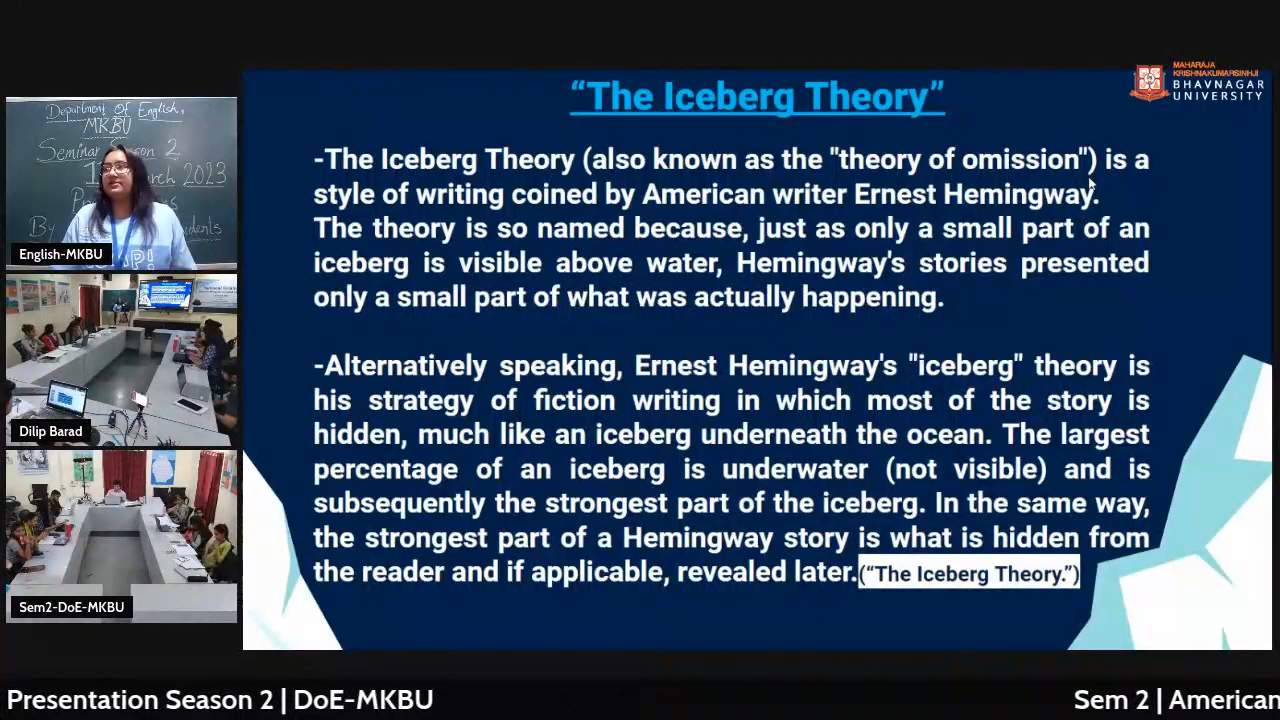 “The Iceberg Theory”
MAHARAJA
KRISHNAKUMARSINHJI
BHAVNAGAR
UNIVERSITY
-The Iceberg Theory (also known as the "theory of omission") is a
style of writing coined by American writer Ernest Hemingway.
The theory is so named because, just as only a small part of an
iceberg is visible above water, Hemingway's stories presented
only a small part of what was actually happening.
-Alternatively speaking, Ernest Hemingway's "iceberg" theory is
his strategy of fiction writing in which most of the story is
hidden, much like an iceberg underneath the ocean. The largest
percentage of an iceberg is underwater (not visible) and is
subsequently the strongest part of the iceberg. In the same way,
the strongest part of a Hemingway story is what is hidden from
the reader and if applicable, revealed later.(“The Iceberg Theory.”)
Department Of English,
MKBU
Seminar
2
2023
By
English-MKBU
Dilip Barad
Sem2-DoE-MKBU
Presentation Season 2 | DoE-MKBU
Sem 2 | American